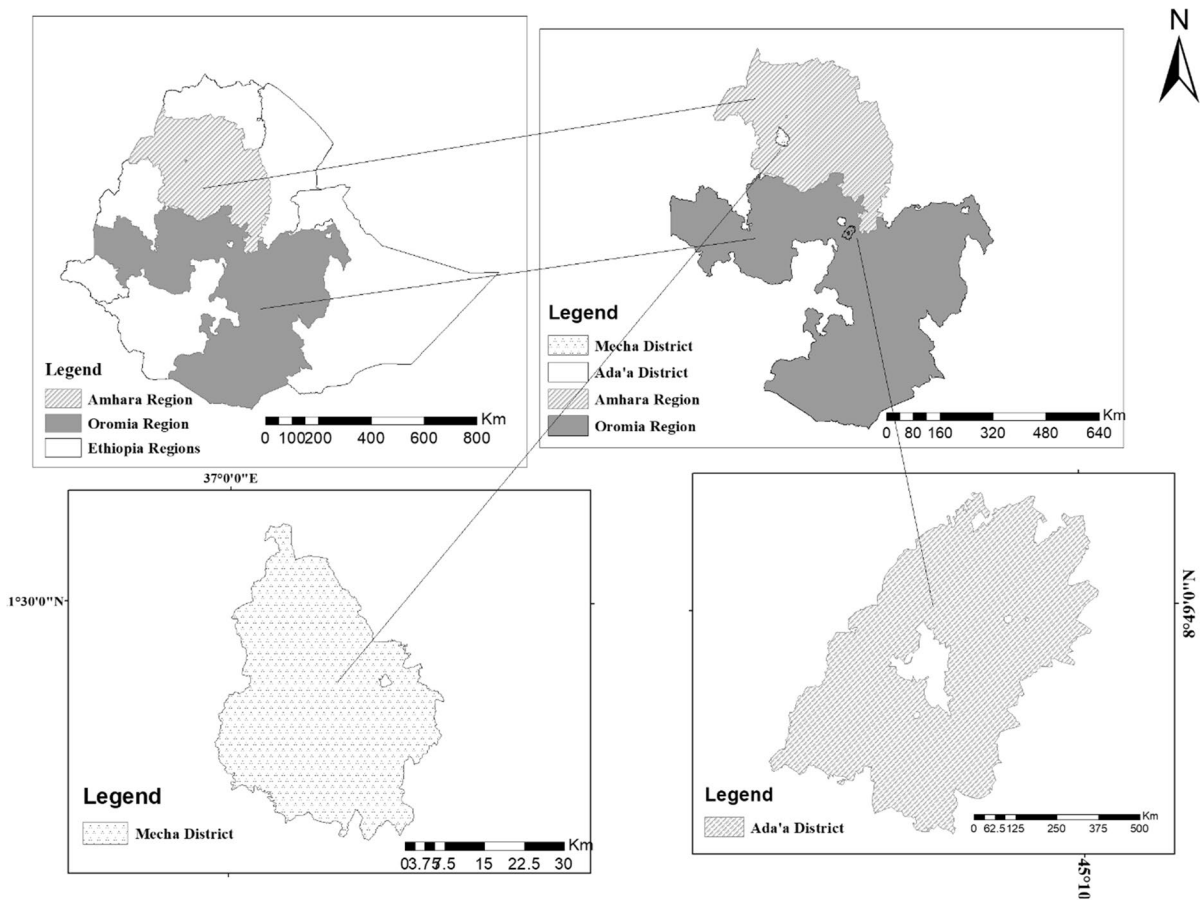 N
Legend
Amhara Region
Oromia Region
Ethiopia Regions
Km
0 100200 400 600 800
Legend
Mecha District
Ada'a District
Amhara Region
Oromia Region
Km
0 80 160 320 480 640
37°0'0"E
1°30'0"N
Legend
Mecha District
Km
03.757.5 15 22.5 30
8°49'0"N
Legend
Ada'a District
Km
0 62.5125 250 375 500
45°10